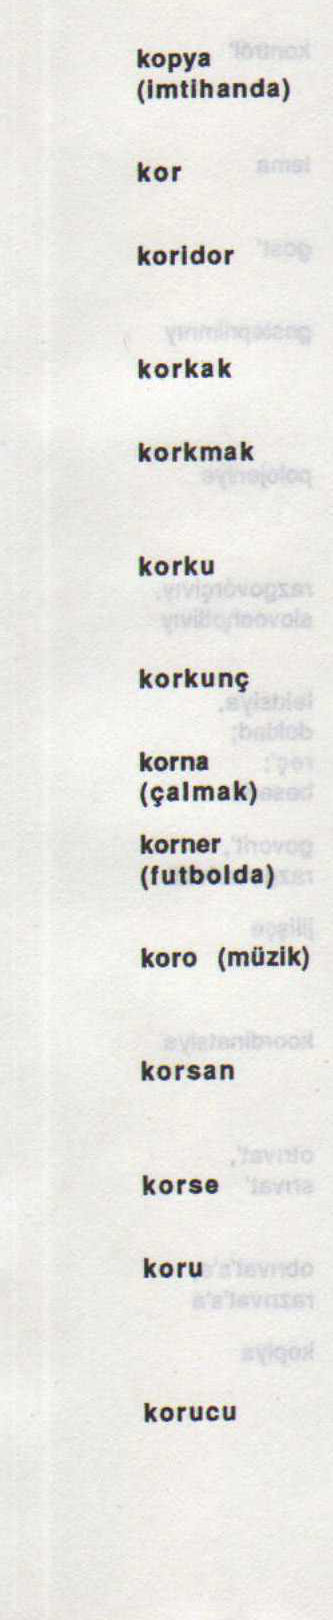 kopya
(imtihanda)
kor
koridor
korkak
korkmak
korku
korkunç
korna
(çalmak)
korner
(futbolda)
koro (müzik)
korsan
korse
koru
korucu